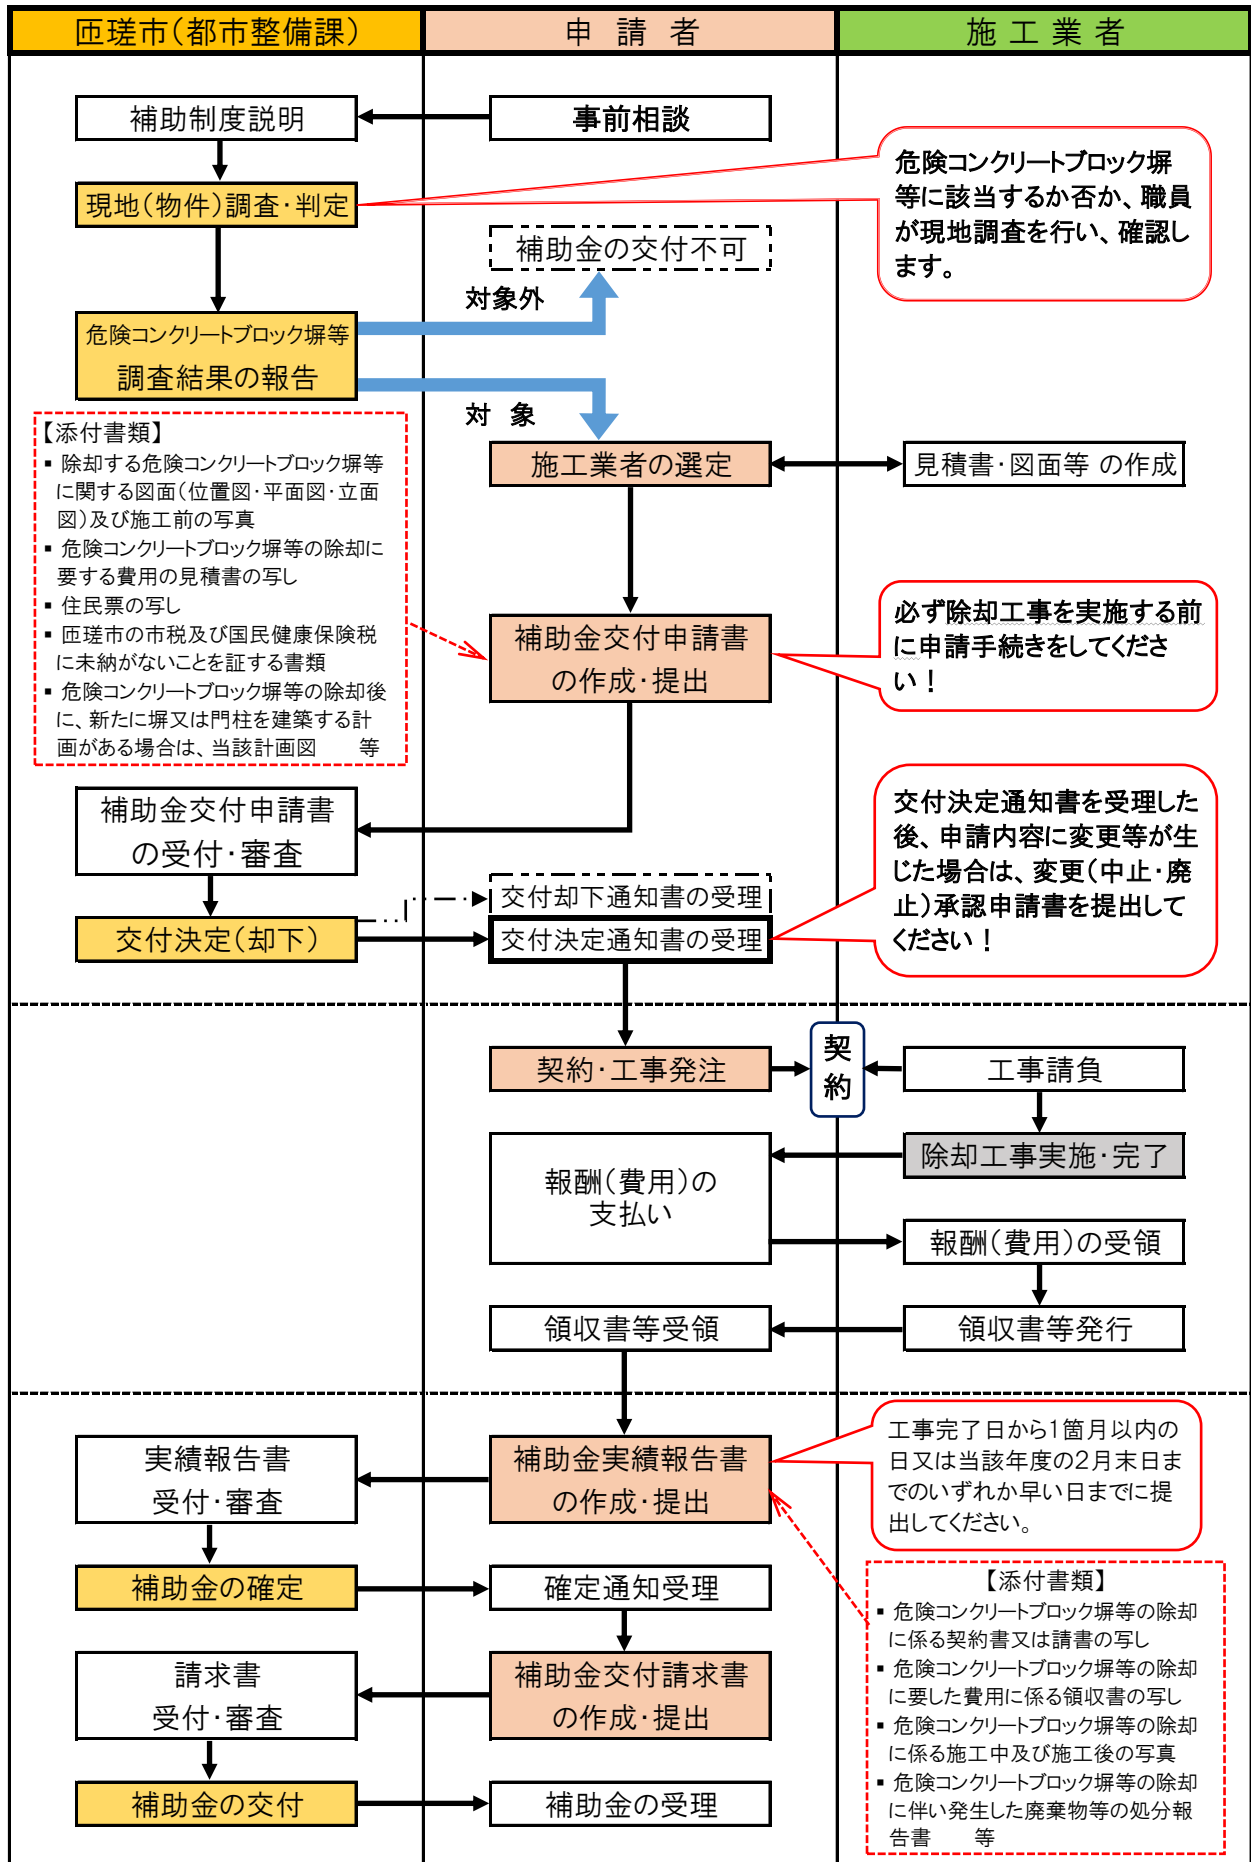 匝瑳市（都市整備課）
申　請　者
施 工 業 者
補助制度説明
事前相談
危険コンクリートブロック塀
等に該当するか否か、職員
が現地調査を行い、確認し
ます。
現地（物件）調査・判定
補助金の交付不可
対象外
危険コンクリートブロック塀等
調査結果の報告
対　象
【添付書類】
▪ 除却する危険コンクリートブロック塀等
に関する図面（位置図・平面図・立面
図）及び施工前の写真
▪ 危険コンクリートブロック塀等の除却に
要する費用の見積書の写し
▪ 住民票の写し
▪ 匝瑳市の市税及び国民健康保険税
に未納がないことを証する書類
▪ 危険コンクリートブロック塀等の除却後
に、新たに塀又は門柱を建築する計
画がある場合は、当該計画図　　等
施工業者の選定
見積書・図面等 の作成
補助金交付申請書
の作成・提出
必ず除却工事を実施する前
に申請手続きをしてくださ
い！
補助金交付申請書
の受付・審査
交付決定通知書を受理した
後、申請内容に変更等が生
じた場合は、変更（中止・廃
止）承認申請書を提出して
ください！
交付却下通知書の受理
交付決定（却下）
交付決定通知書の受理
契約・工事発注
契
約
工事請負
除却工事実施・完了
報酬（費用）の
支払い
報酬（費用）の受領
領収書等受領
領収書等発行
実績報告書
受付・審査
補助金実績報告書
の作成・提出
工事完了日から１箇月以内の
日又は当該年度の２月末日ま
でのいずれか早い日までに提
出してください。
補助金の確定
確定通知受理
【添付書類】
▪ 危険コンクリートブロック塀等の除却
に係る契約書又は請書の写し
▪ 危険コンクリートブロック塀等の除却
に要した費用に係る領収書の写し
▪ 危険コンクリートブロック塀等の除却
に係る施工中及び施工後の写真
▪ 危険コンクリートブロック塀等の除却
に伴い発生した廃棄物等の処分報
告書　　等
請求書
受付・審査
補助金交付請求書
の作成・提出
補助金の交付
補助金の受理